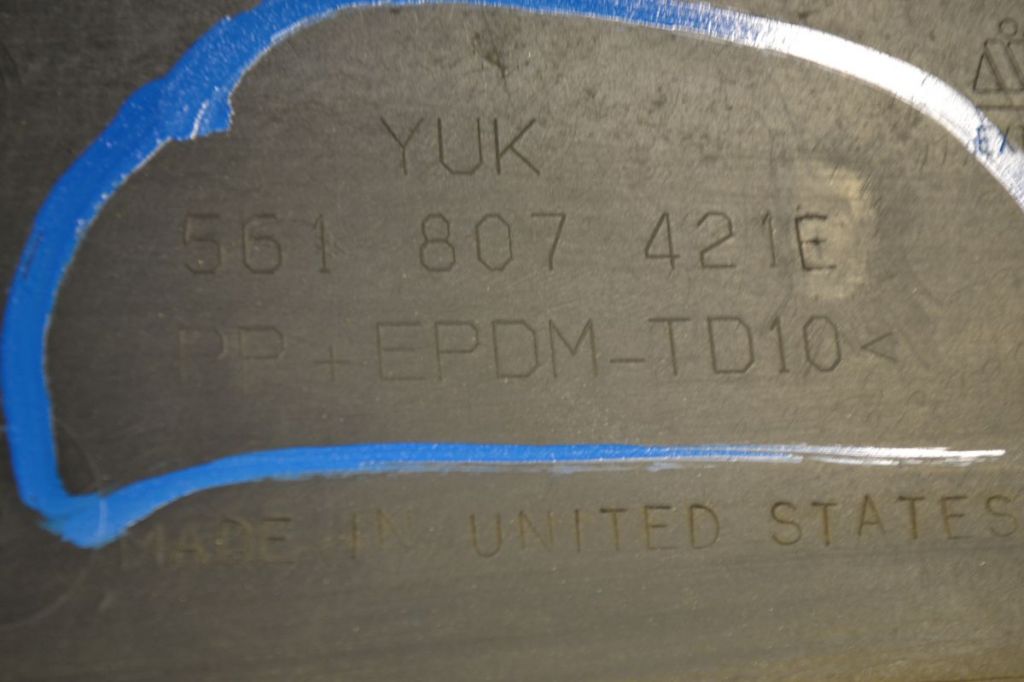 YUK
561 807 421E
PP+EPDM-TD10<
MADE IN UNITED STATES